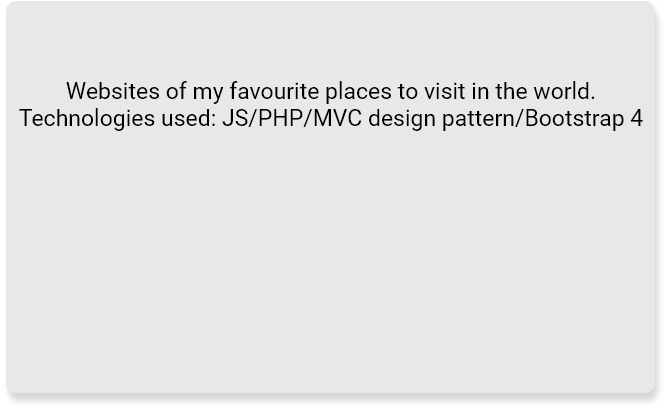 Websites of my favourite places to visit in the world.
Technologies used: JS/PHP/MVC design pattern/Bootstrap 4